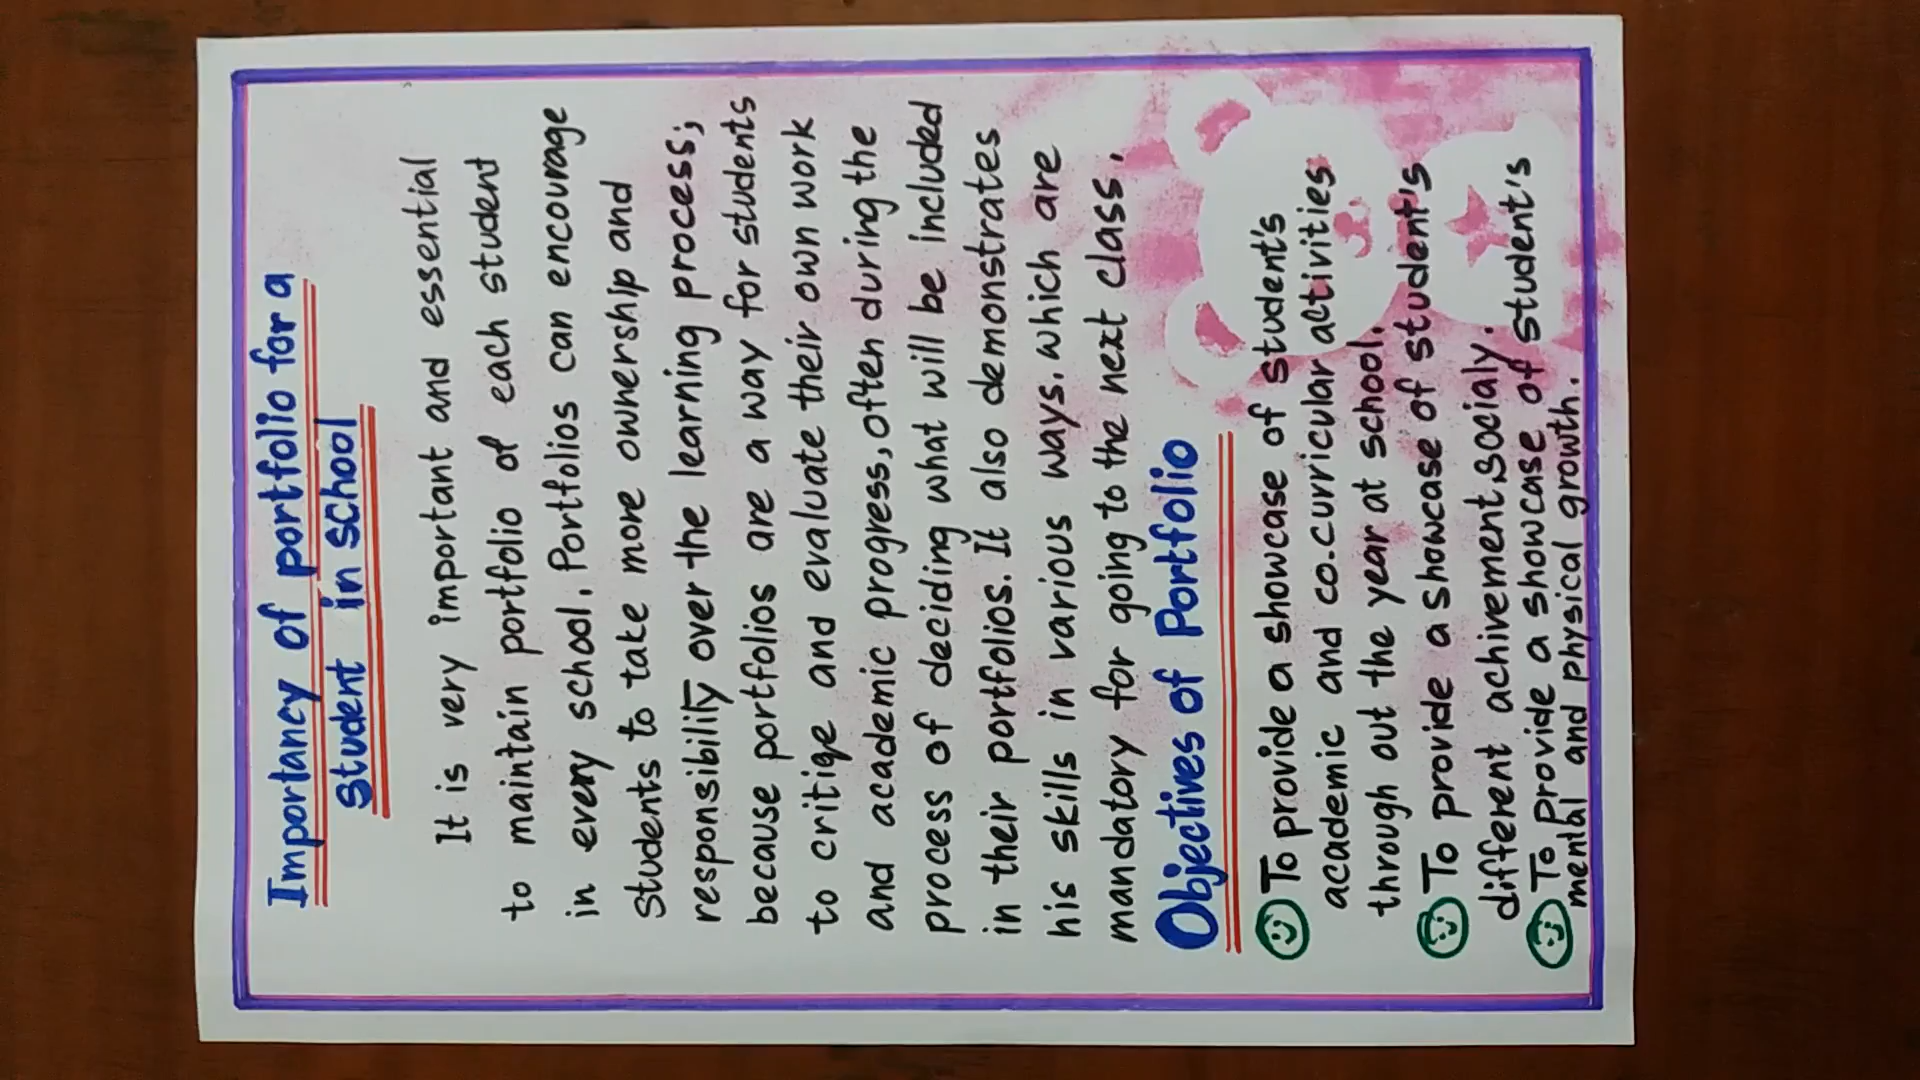 Importancy of portfolio for a
Student in school
It is very important and essential
to maintain portfolio of each student
in every school. Portfolios can encourage
students to take more ownership and
responsibility over the learning process;
because portfolios are a way for students
to critiqe and evaluate their own work
and academic progress, often during the
process of deciding what will be included
in their portfolios. It also demonstrates
his skills in various ways. which are
mandatory for going to the next class.
Objectives of Portfolio
To provide a showcase of student's
academic and co.curricular altivities
through out the year at school.
To provide a showcase of student's
different achivement, socialy.
To provide a showcase of student's
mental and physical growth.